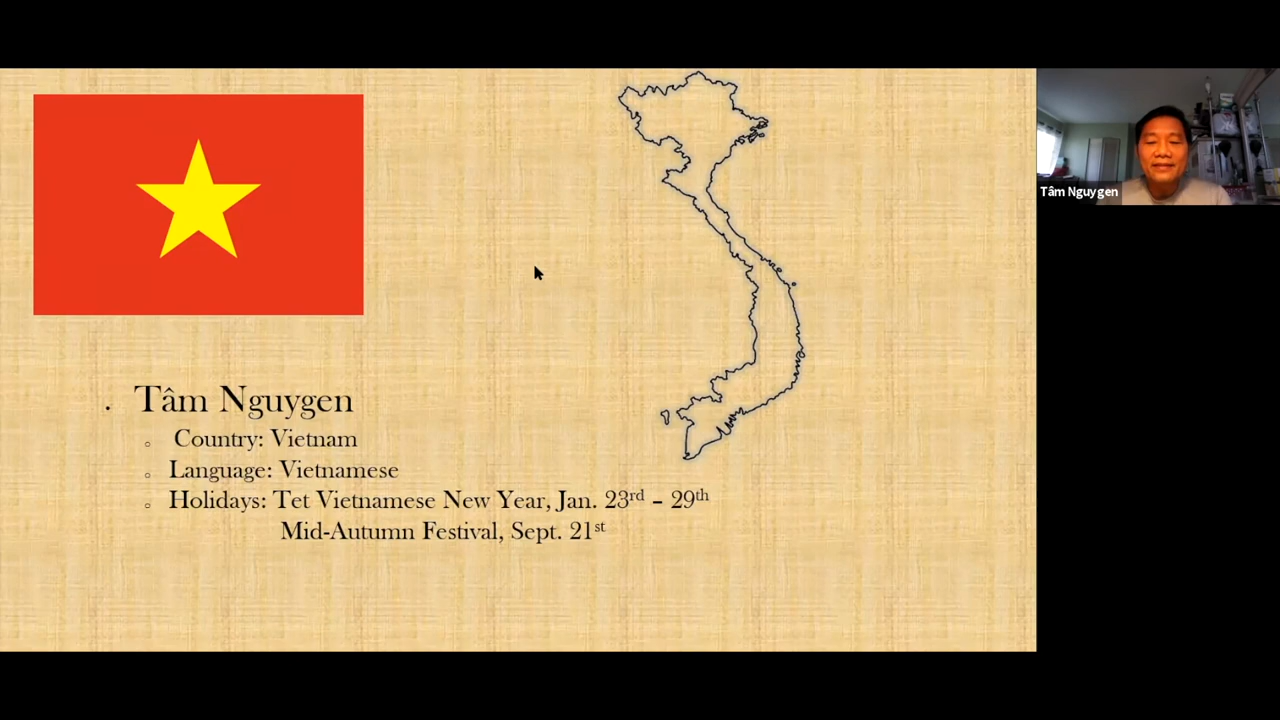 Tâm Nguygen
• Tâm Nguygen
○ Country: Vietnam
○ Language: Vietnamese
○ Holidays: Tet Vietnamese New Year, Jan. 23rd – 29th
Mid-Autumn Festival, Sept. 21st